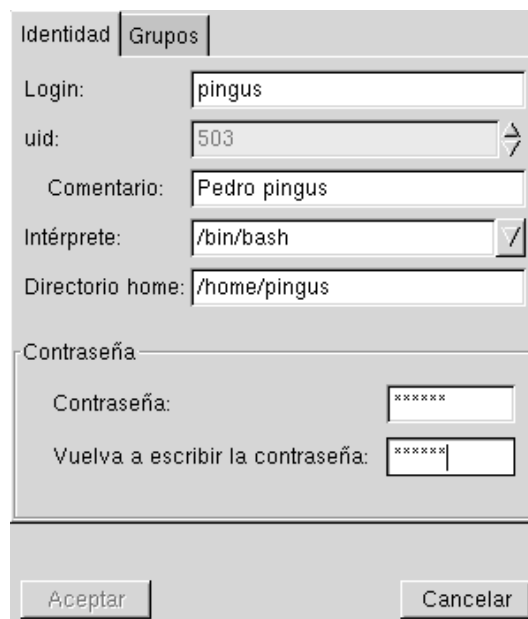 Identidad Grupos
Login: pingus
uid: 503
Comentario: Pedro pingus
Intérprete: /bin/bash
Directorio home: /home/pingus
Contraseña
Contraseña: ******
Vuelva a escribir la contraseña: ******
Aceptar Cancelar